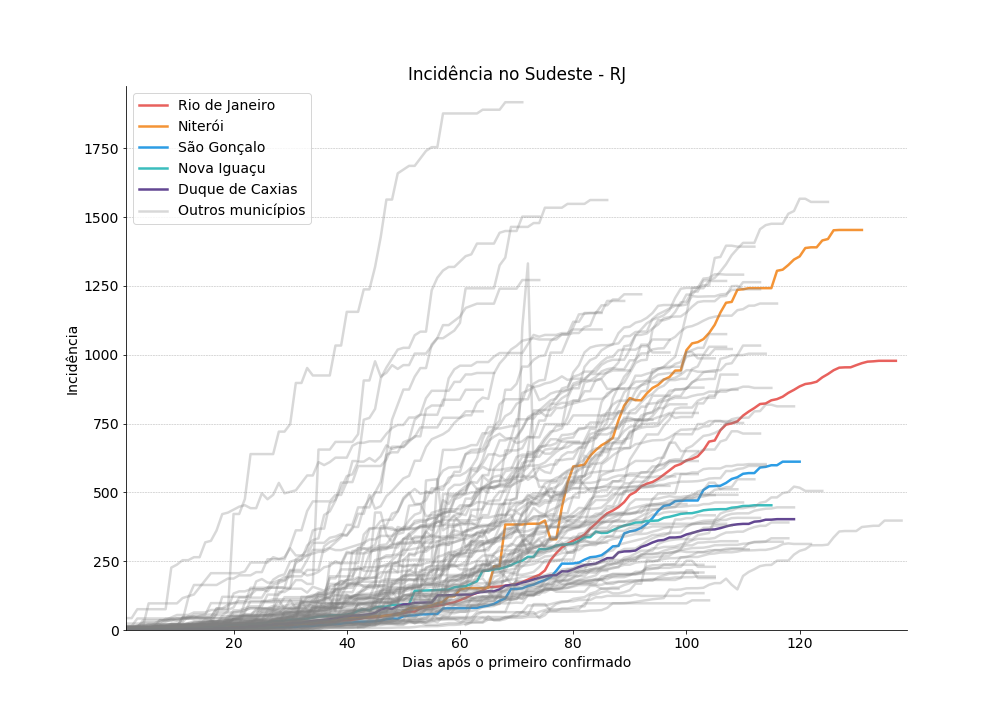 Incidência no Sudeste - RJ
Rio de Janeiro
Niterói
São Gonçalo
Nova Iguaçu
Duque de Caxias
Outros municípios
1750
1500
1250
1000
750
500
250
0
Incidência
20 40 60 80 100 120
Dias após o primeiro confirmado